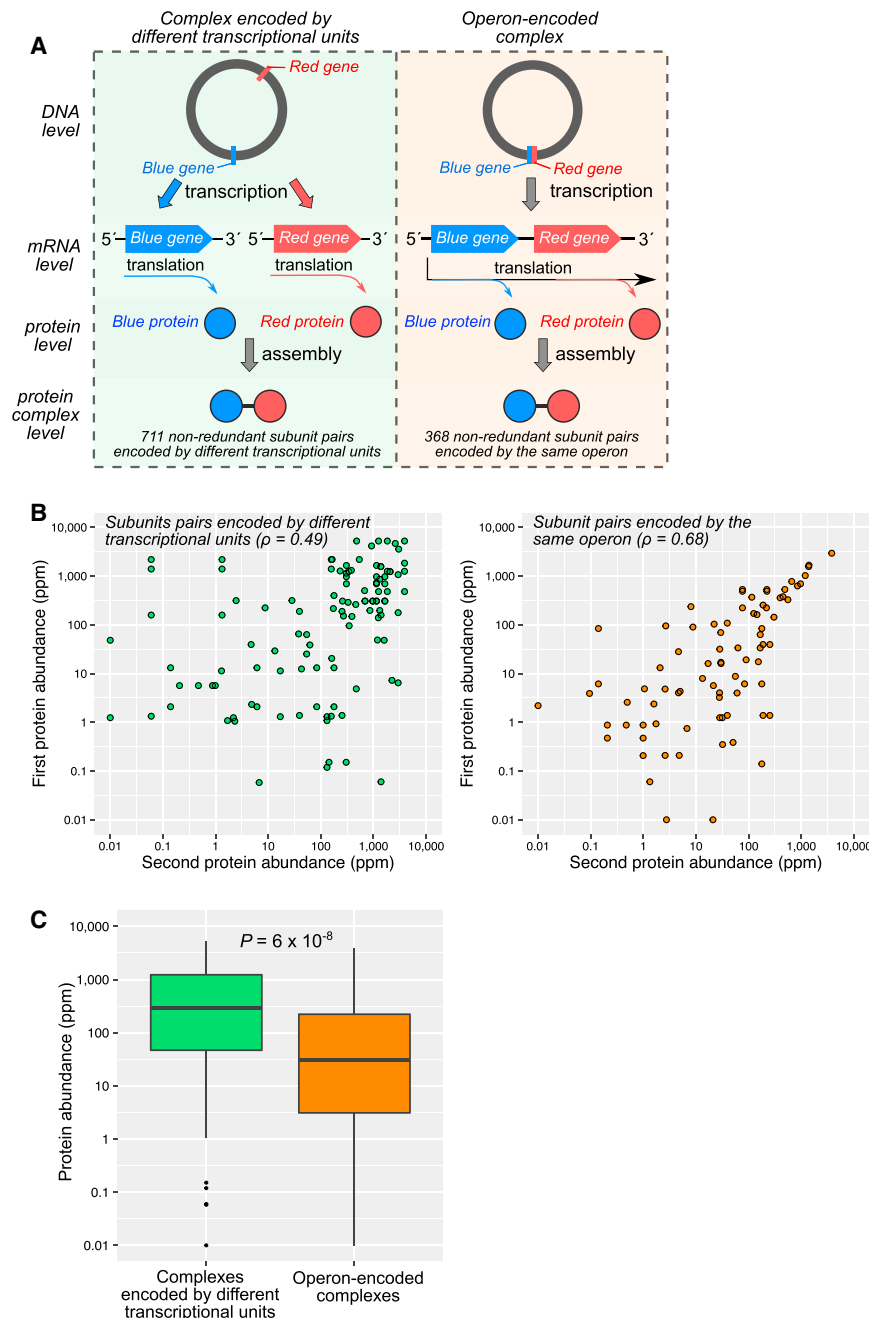 A
Complex encoded by
different transcriptional units
Operon-encoded
complex
DNA
level
Red gene
Blue gene
transcription
Blue gene
Red gene
transcription
mRNA
level
5´ Blue gene 3´ 5´ Red gene 3´
5´ Blue gene Red gene 3´
translation
translation
translation
protein
level
Blue protein
Red protein
Blue protein
Red protein
assembly
assembly
protein
complex
level
711 non-redundant subunit pairs
encoded by different transcriptional units
368 non-redundant subunit pairs
encoded by the same operon
B
Subunits pairs encoded by different
transcriptional units (ρ = 0.49)
First protein abundance (ppm)
10,000
1,000
100
10
1
0.1
0.01
0.01 0.1 1 10 100 1,000 10,000
Second protein abundance (ppm)
Subunit pairs encoded by the
same operon (ρ = 0.68)
First protein abundance (ppm)
10,000
1,000
100
10
1
0.1
0.01
0.01 0.1 1 10 100 1,000 10,000
Second protein abundance (ppm)
C
P = 6 x 10-8
Protein abundance (ppm)
10,000
1,000
100
10
1
0.1
0.01
Complexes
encoded by different
transcriptional units
Operon-encoded
complexes